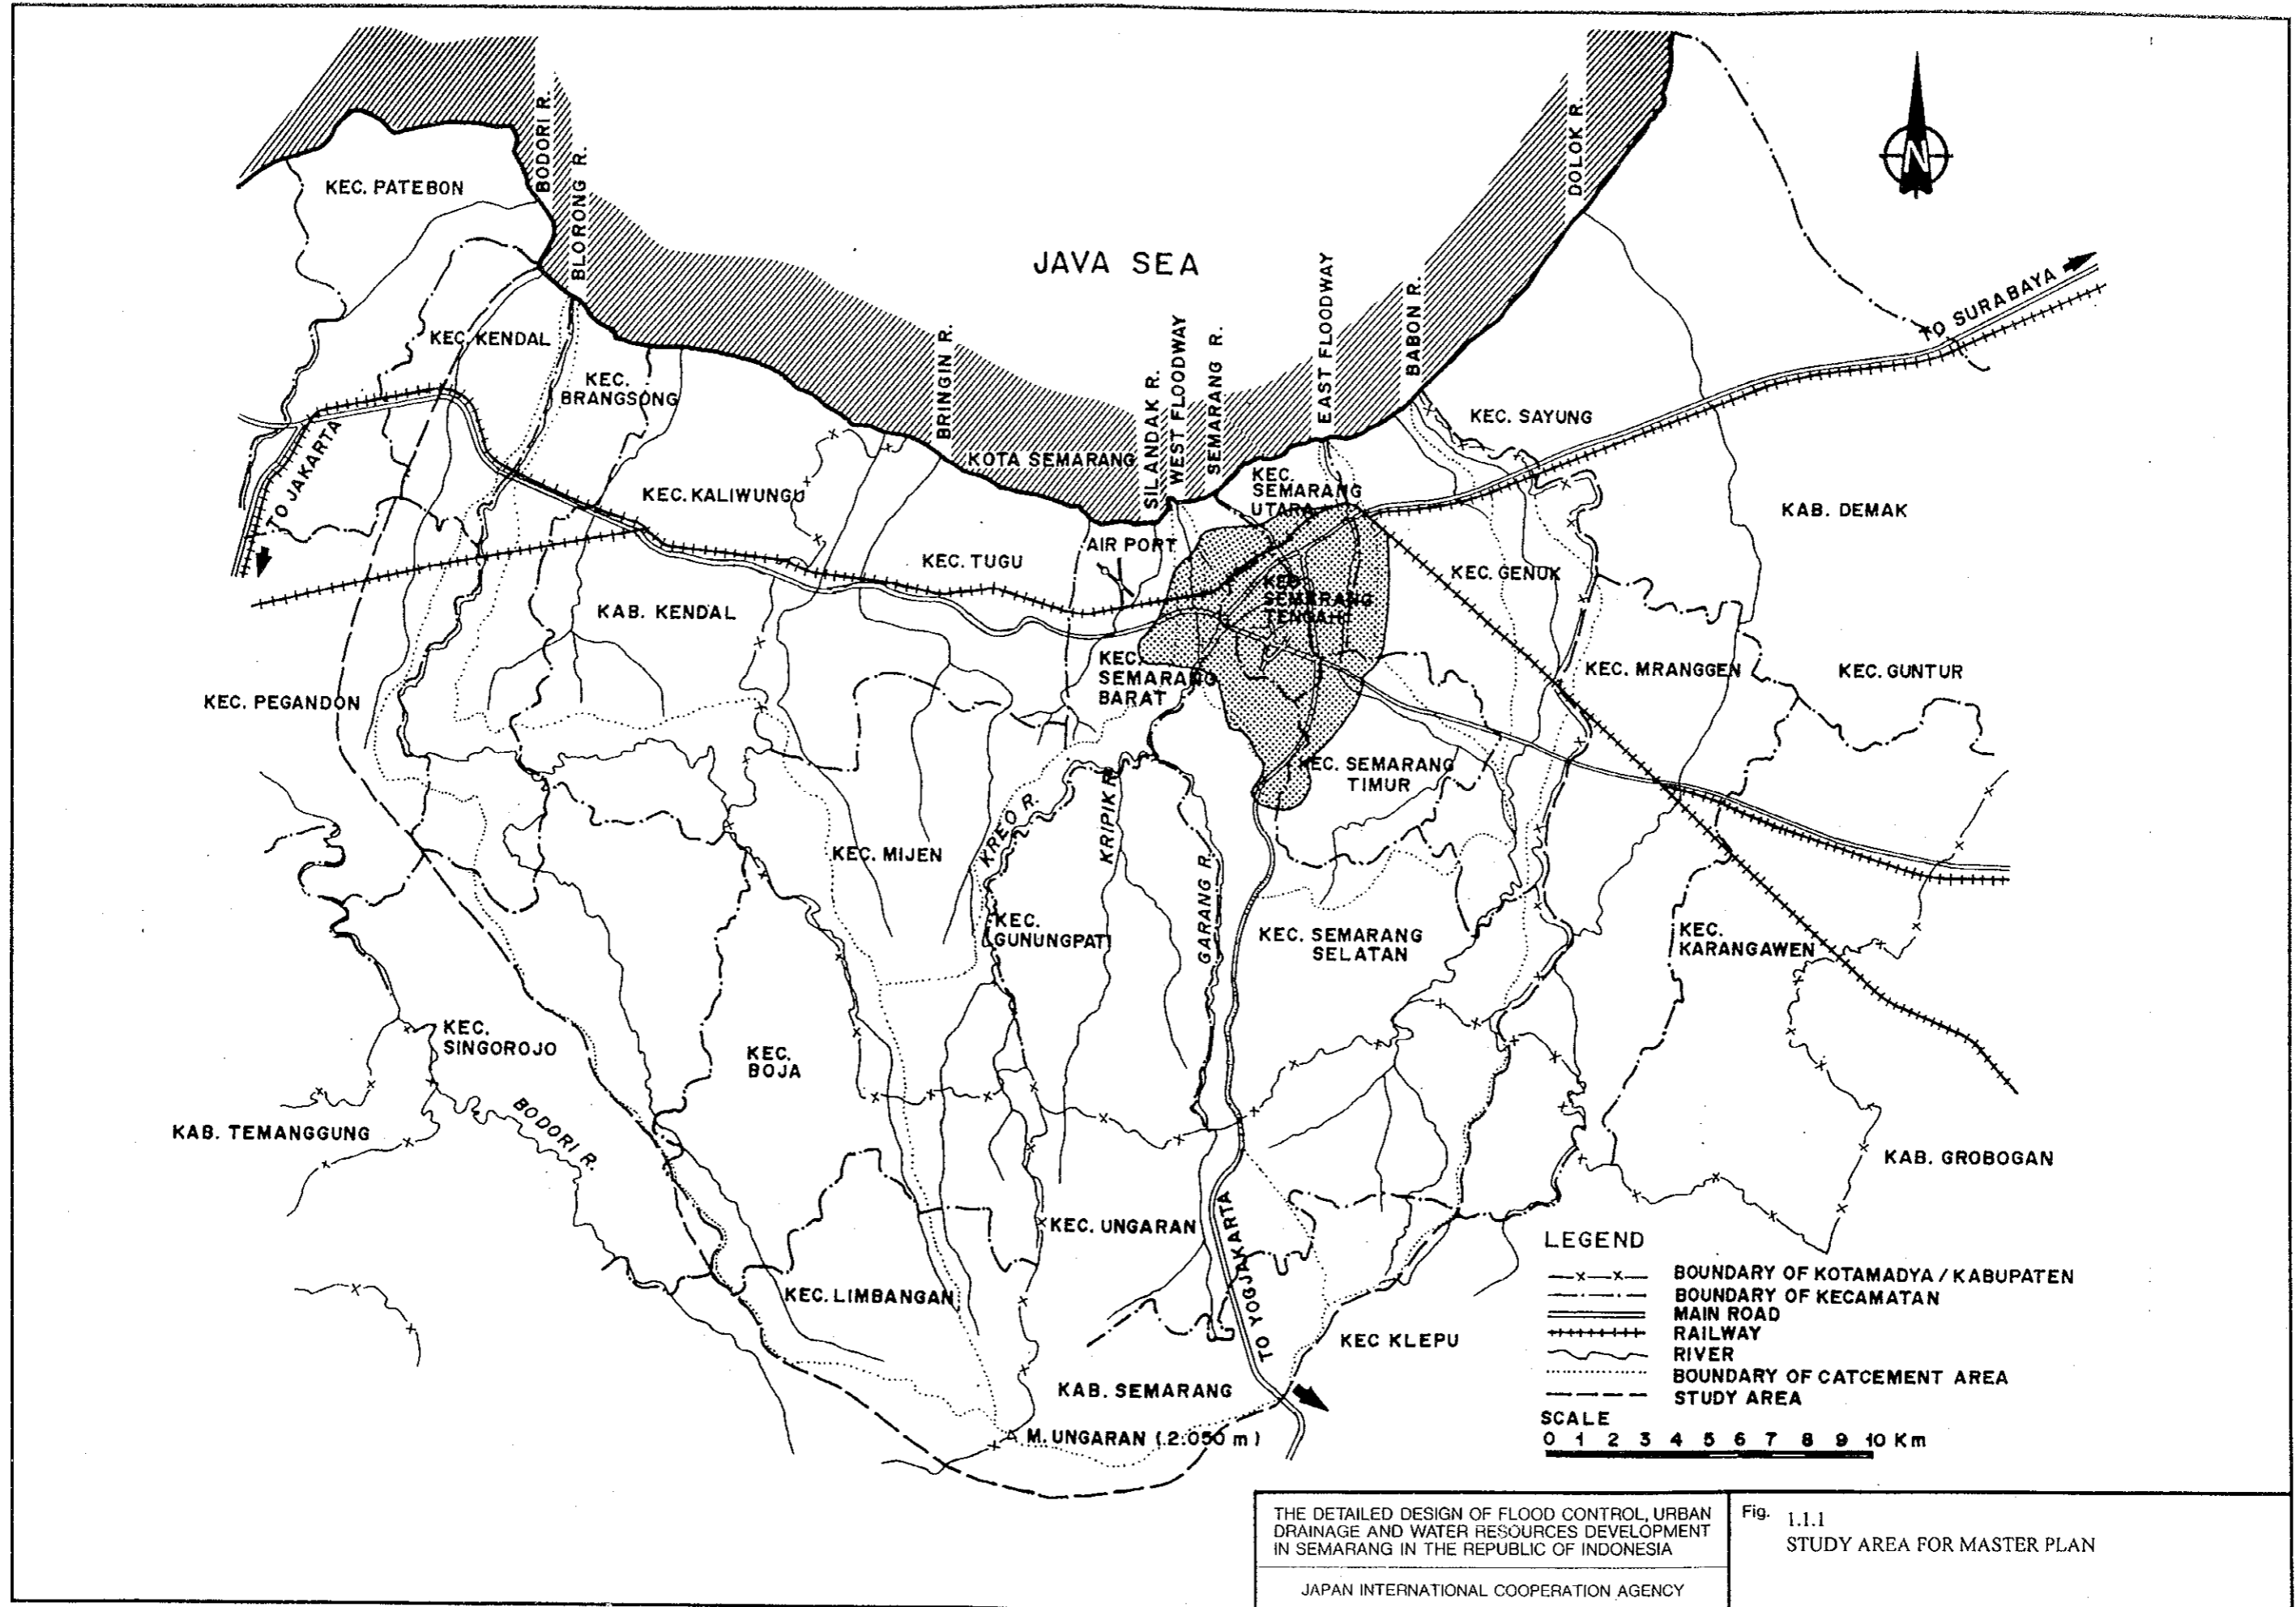 BODORI R.
BLORONG R.
DOLOK R.
N
KEC. PATEBON
JAVA SEA
BRINGIN R.
SILANDAK R.
WEST FLOODWAY
SEMARANG R.
EAST FLOODWAY
BABON R.
TO SURABAYA
KEC. KENDAL
KEC.
BRANGSONG
KEC. SAYUNG
TO JAKARTA
KOTA SEMARANG
KEC. KALIWUNGU
KEC.
SEMARANG
UTARA
KAB. DEMAK
AIR PORT
KEC. TUGU
KEC. GENUK
KEC.
SEMARANG
TENGAH
KAB. KENDAL
KEC.
SEMARANG
BARAT
KEC. MRANGGEN
KEC. GUNTUR
KEC. PEGANDON
KEC. SEMARANG
TIMUR
KREO R.
KRIPIK R.
GARANG R.
KEC. MIJEN
KEC.
GUNUNGPATI
KEC. SEMARANG
SELATAN
KEC.
KARANGAWEN
KEC.
SINGOROJO
KEC.
BOJA
BODORI R.
KAB. TEMANGGUNG
KAB. GROBOGAN
KEC. UNGARAN
TO YOGJAKARTA
KEC. LIMBANGAN
KEC KLEPU
KAB. SEMARANG
M. UNGARAN (.2:050 m)
LEGEND
BOUNDARY OF KOTAMADYA / KABUPATEN
BOUNDARY OF KECAMATAN
MAIN ROAD
RAILWAY
RIVER
BOUNDARY OF CATCEMENT AREA
STUDY AREA
SCALE
0 1 2 3 4 5 6 7 8 9 10 Km
THE DETAILED DESIGN OF FLOOD CONTROL, URBAN
DRAINAGE AND WATER RESOURCES DEVELOPMENT
IN SEMARANG IN THE REPUBLIC OF INDONESIA
JAPAN INTERNATIONAL COOPERATION AGENCY
Fig. 1.1.1
STUDY AREA FOR MASTER PLAN